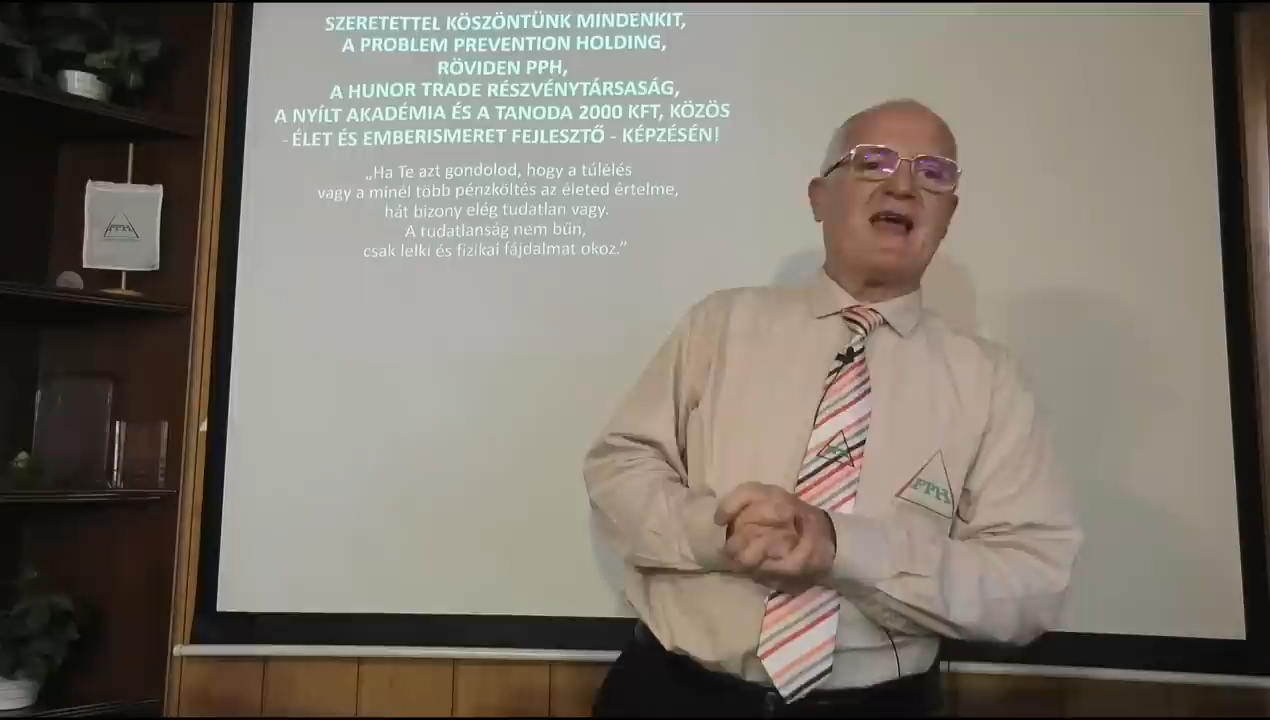 SZERETETTEL KÖSZÖNTÜNK MINDENKIT,
A PROBLEM PREVENTION HOLDING,
RÖVIDEN PPH,
A HUNOR TRADE RÉSZVÉNYTÁRSASÁG,
A NYÍLT AKADÉMIA ÉS A TANODA 2000 KFT, KÖZÖS
- ÉLET ÉS EMBERISMERET FEJLESZTŐ - KÉPZÉSÉN!
„Ha Te azt gondolod, hogy a túlélés
vagy a minél több pénzköltés az életed értelme,
hát bizony elég tudatlan vagy.
A tudatlanság nem bűn,
csak lelki és fizikai fájdalmat okoz.”
PPH
PPH